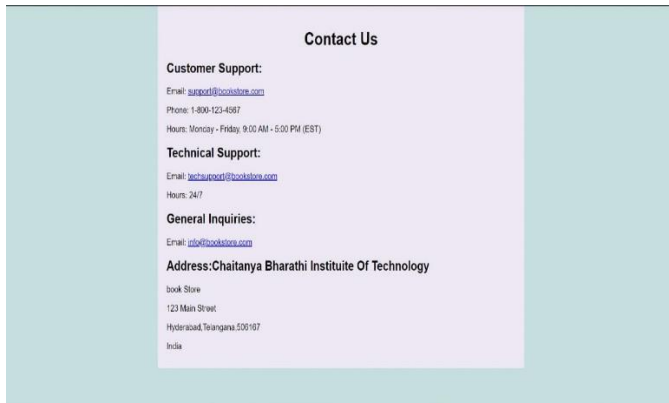 Contact Us
Customer Support:
Email: support@bookstore.com
Phone: 1-800-123-4567
Hours: Monday - Friday, 9:00 AM - 5:00 PM (EST)
Technical Support:
Email: techsupport@bookstore.com
Hours: 24/7
General Inquiries:
Email: info@bookstore.com
Address:Chaitanya Bharathi Instituite Of Technology
book Store
123 Main Street
Hyderabad,Telangana,506167
India